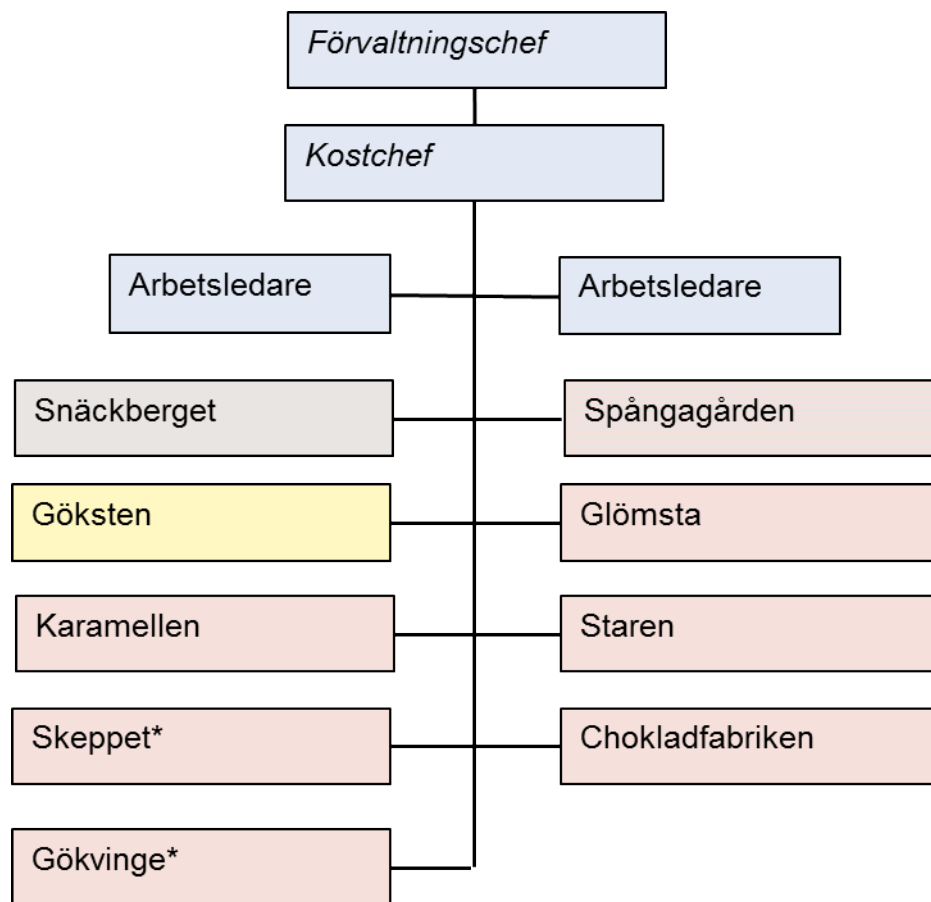 Förvaltningschef
Kostchef
Arbetsledare
Arbetsledare
Snäckberget
Spångagården
Göksten
Glömsta
Karamellen
Staren
Skeppet*
Chokladfabriken
Gökvinge*